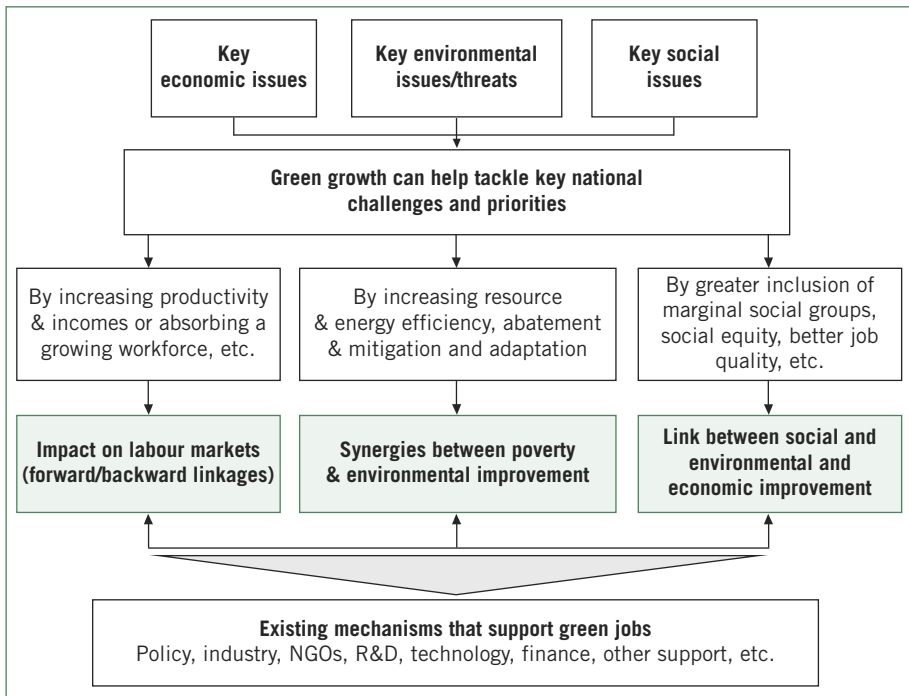 Key
economic issues
Key environmental
issues/threats
Key social
issues
Green growth can help tackle key national
challenges and priorities
By increasing productivity
& incomes or absorbing a
growing workforce, etc.
By increasing resource
& energy efficiency, abatement
& mitigation and adaptation
By greater inclusion of
marginal social groups,
social equity, better job
quality, etc.
Impact on labour markets
(forward/backward linkages)
Synergies between poverty
& environmental improvement
Link between social and
environmental and
economic improvement
Existing mechanisms that support green jobs
Policy, industry, NGOs, R&D, technology, finance, other support, etc.